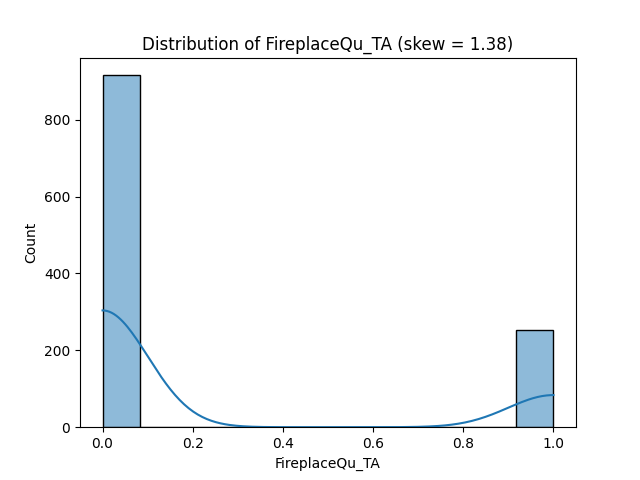 Distribution of FireplaceQu_TA (skew = 1.38)
Count
800
600
400
200
0
0.0 0.2 0.4 0.6 0.8 1.0
FireplaceQu_TA